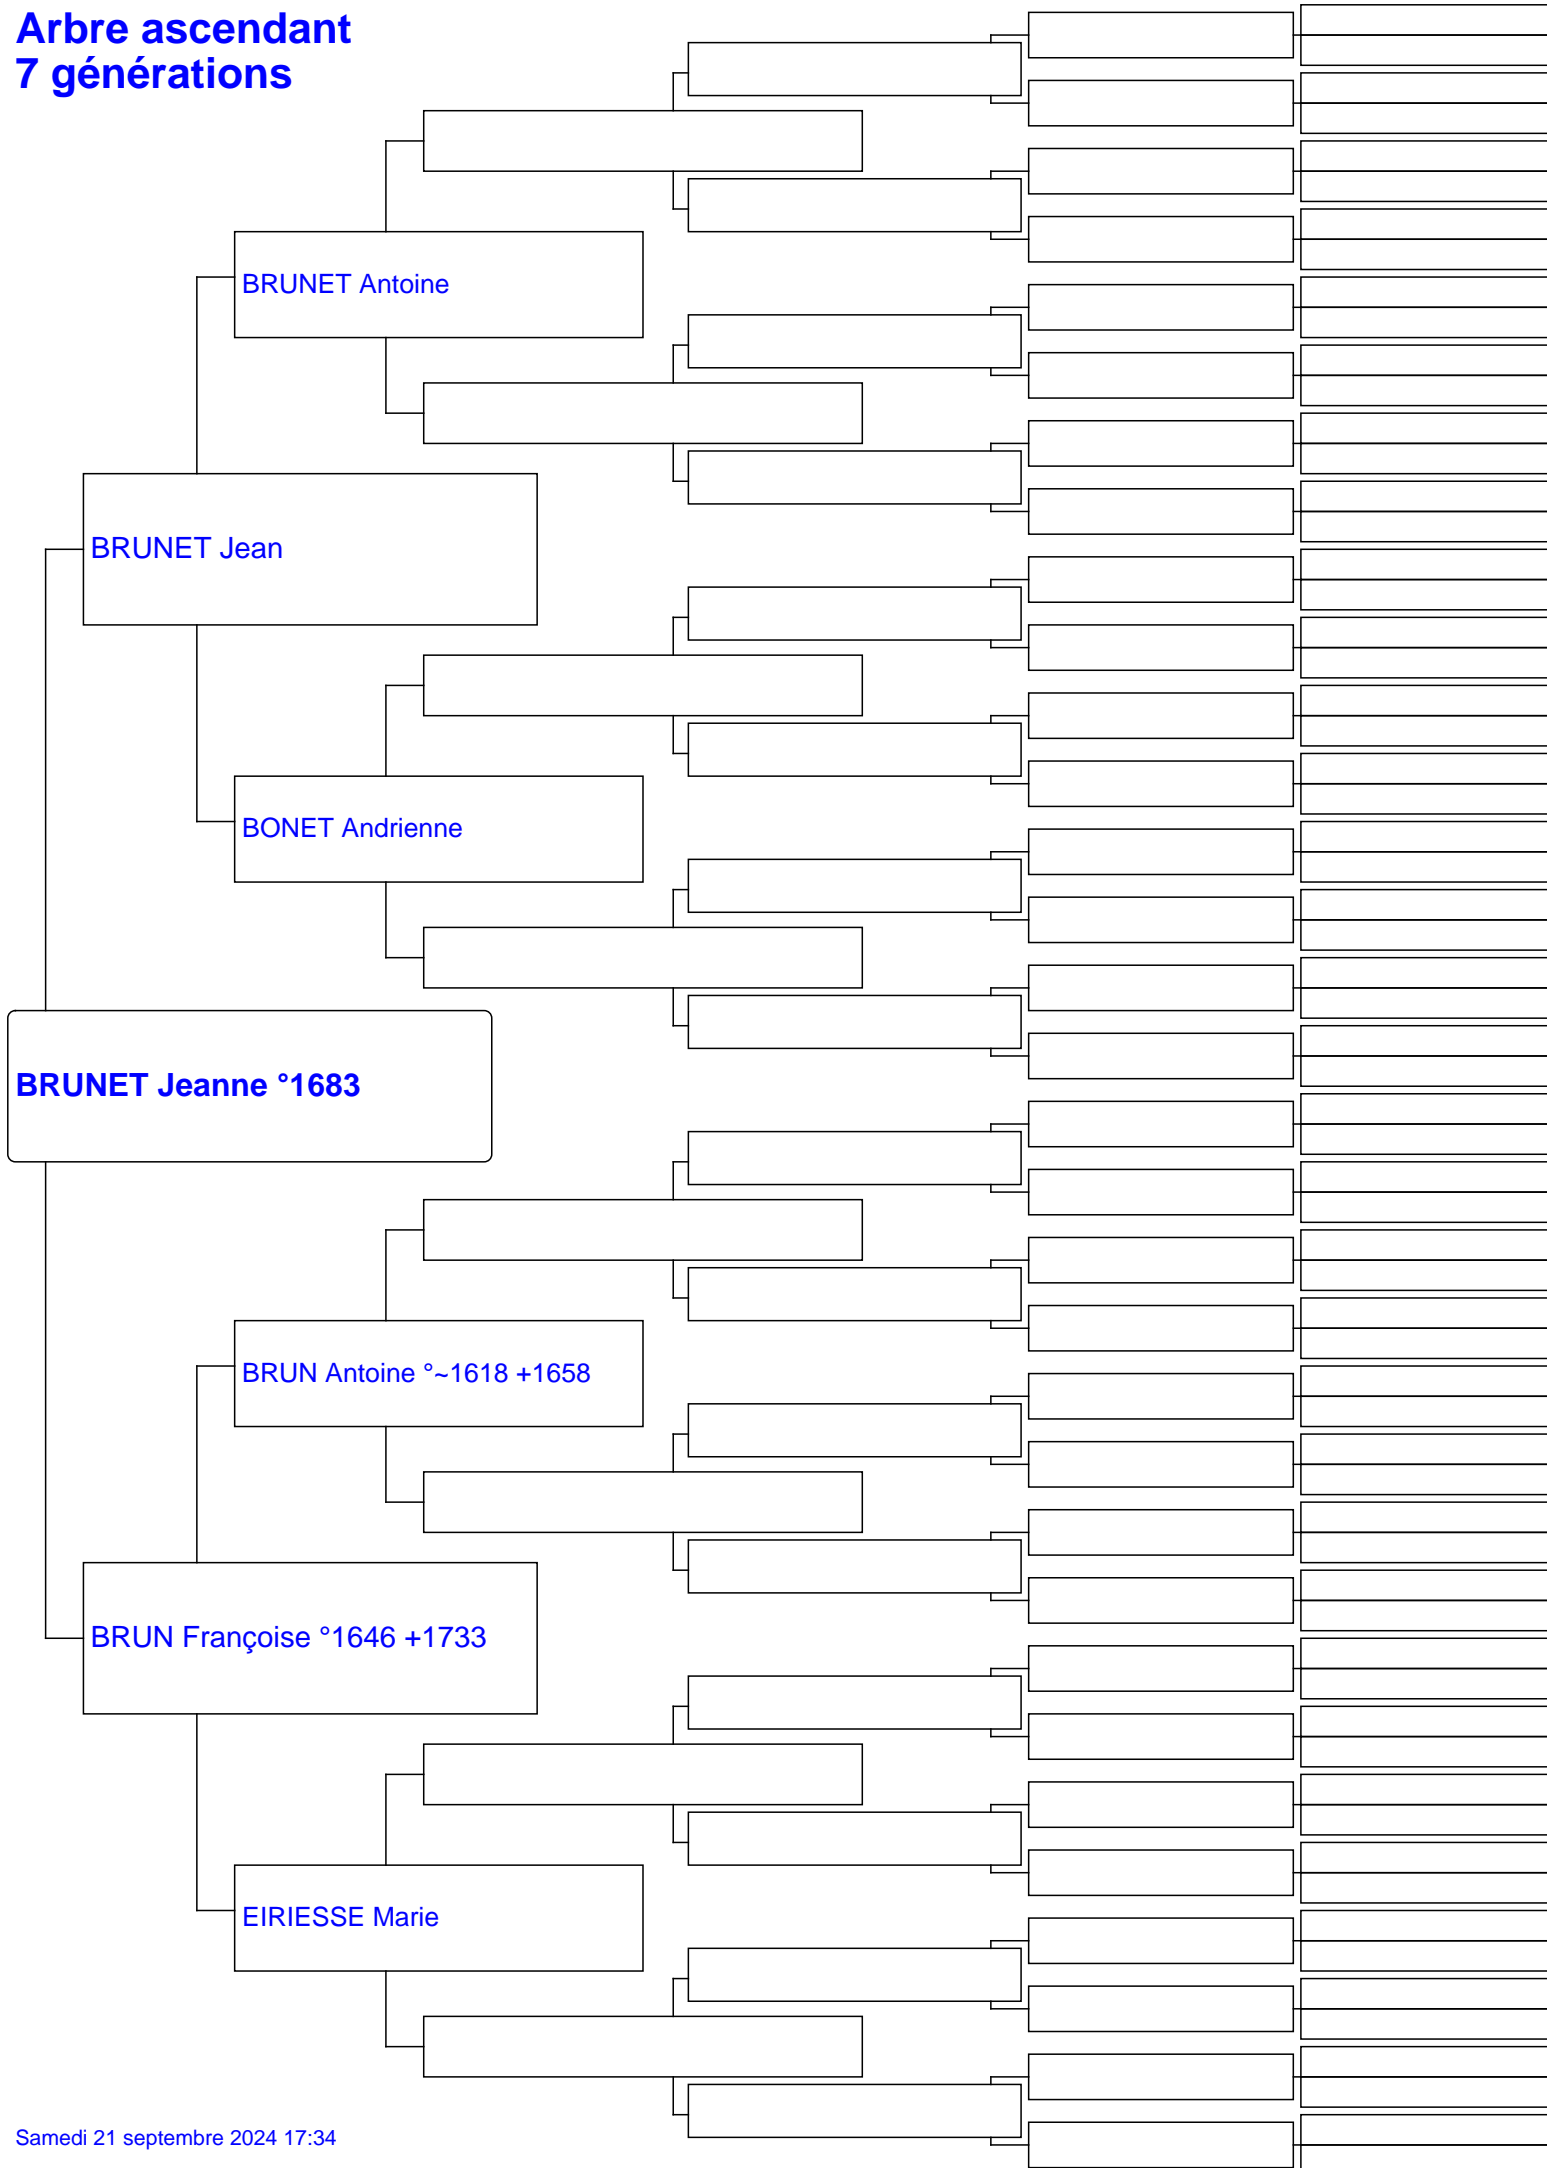 Arbre ascendant
7 générations
BRUNET Antoine
BRUNET Jean
BONET Andrienne
BRUNET Jeanne °1683
BRUN Antoine °~1618 +1658
BRUN Françoise °1646 +1733
EIRIESSE Marie
Samedi 21 septembre 2024 17:34